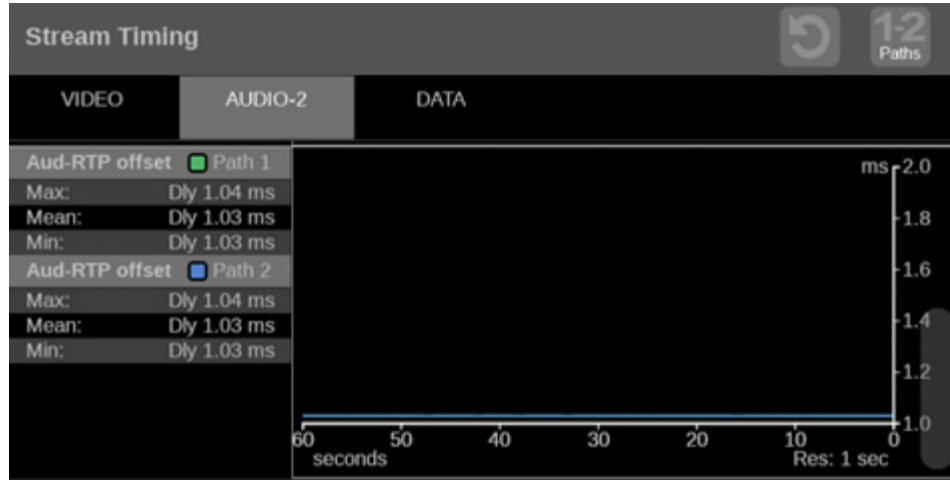 Stream Timing
1-2
Paths
VIDEO AUDIO-2 DATA
Aud-RTP offset Path 1
Max: Dly 1.04 ms
Mean: Dly 1.03 ms
Min: Dly 1.03 ms
Aud-RTP offset Path 2
Max: Dly 1.04 ms
Mean: Dly 1.03 ms
Min: Dly 1.03 ms
ms 2.0
1.8
1.6
1.4
1.2
1.0
60 50 40 30 20 10 0
seconds Res: 1 sec